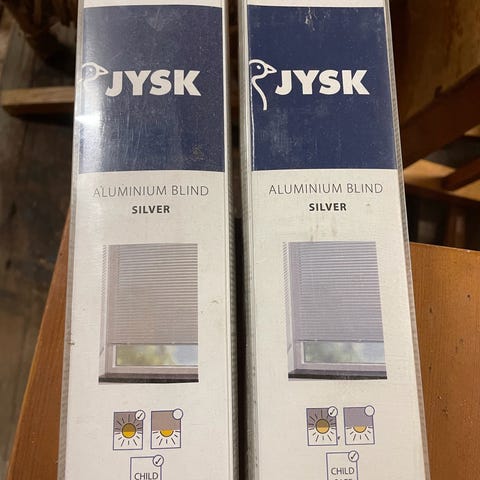 JYSK
ALUMINIUM BLIND
SILVER
CHILD
JYSK
ALUMINIUM BLIND
SILVER
CHILD